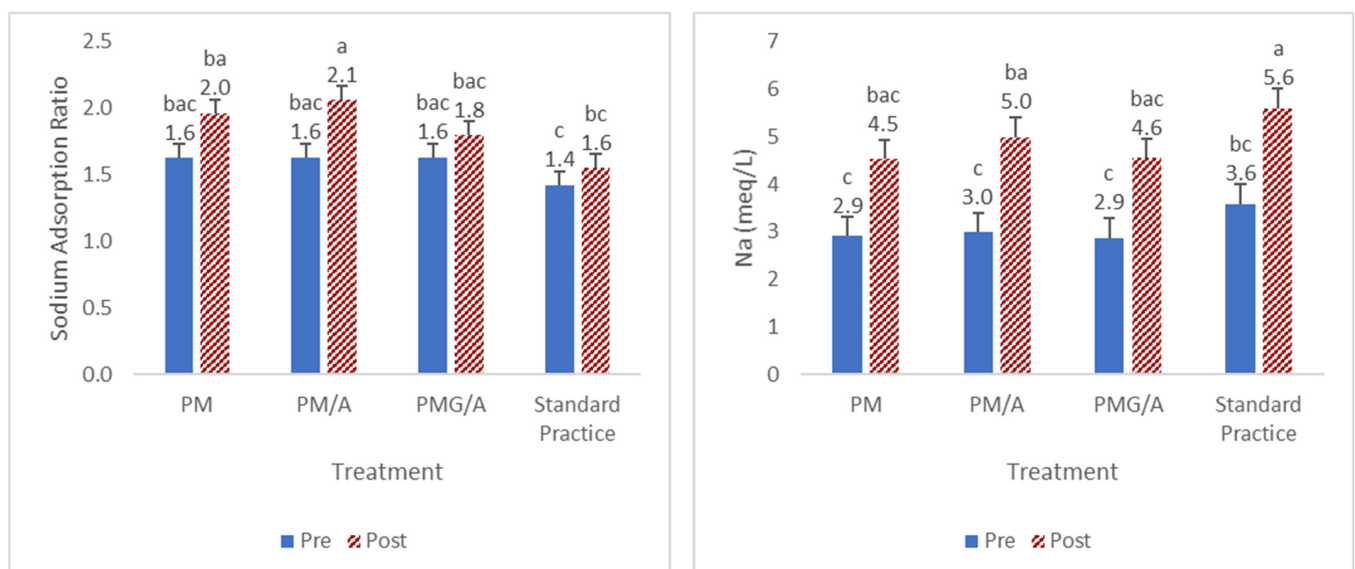 2.5
2.0
1.5
1.0
0.5
0.0
Sodium Adsorption Ratio
bac
1.6
ba
2.0
bac
1.6
a
2.1
bac
1.6
bac
1.8
c
1.4
bc
1.6
PM
PM/A
PMG/A
Standard
Practice
Treatment
Pre
Post
7
6
5
4
3
2
1
0
Na (meq/L)
c
2.9
bac
4.5
c
3.0
ba
5.0
c
2.9
bac
4.6
bc
3.6
a
5.6
PM
PM/A
PMG/A
Standard
Practice
Treatment
Pre
Post